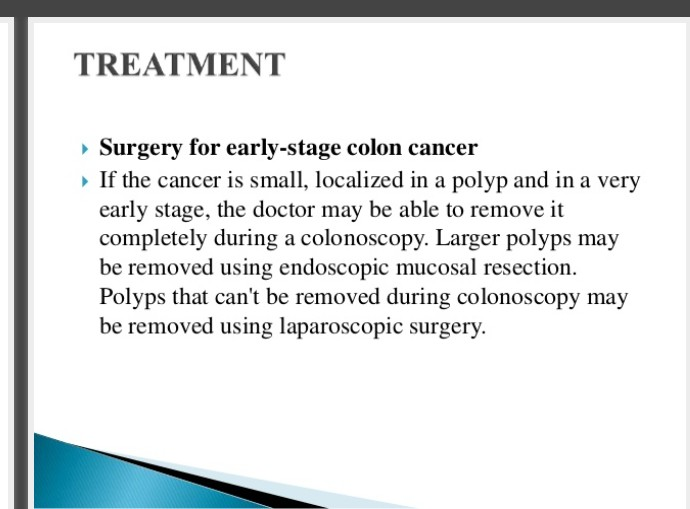 TREATMENT
Surgery for early-stage colon cancer
If the cancer is small, localized in a polyp and in a very
early stage, the doctor may be able to remove it
completely during a colonoscopy. Larger polyps may
be removed using endoscopic mucosal resection.
Polyps that can't be removed during colonoscopy may
be removed using laparoscopic surgery.